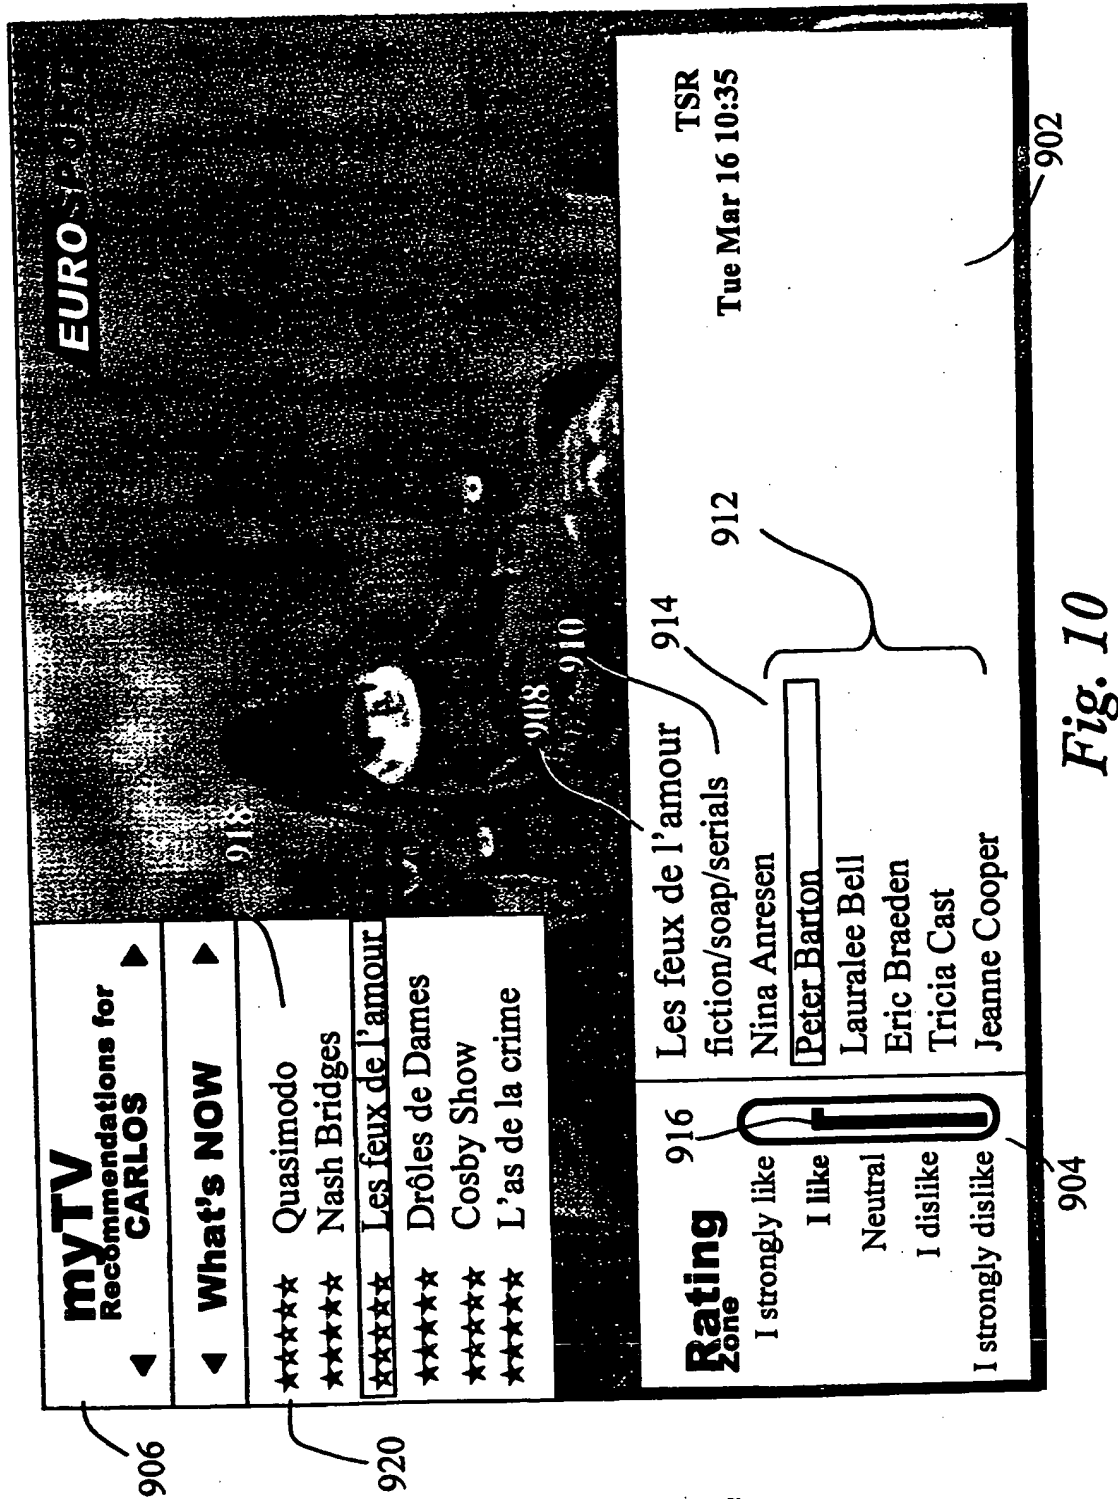 906
myTV
Recommendations for
CARLOS
What's NOW
920
★★★★★ Quasimodo
★★★★★ Nash Bridges
★★★★★ Les feux de l'amour
★★★★★ Drôles de Dames
★★★★★ Cosby Show
★★★★★ L'as de la crime
918
EUROSPORT
908
910
Rating
Zone
I strongly like
I like
Neutral
I dislike
I strongly dislike
916
904
Les feux de l'amour
fiction/soap/serials
Nina Anresen
Peter Barton
Lauralee Bell
Eric Braeden
Tricia Cast
Jeanne Cooper
914
912
TSR
Tue Mar 16 10:35
902
Fig. 10